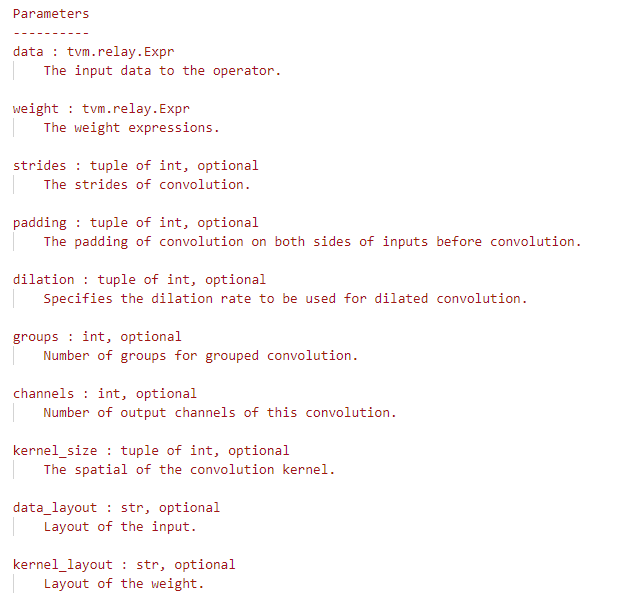 Parameters
----------
data : tvm.relay.Expr
The input data to the operator.
weight : tvm.relay.Expr
The weight expressions.
strides : tuple of int, optional
The strides of convolution.
padding : tuple of int, optional
The padding of convolution on both sides of inputs before convolution.
dilation : tuple of int, optional
Specifies the dilation rate to be used for dilated convolution.
groups : int, optional
Number of groups for grouped convolution.
channels : int, optional
Number of output channels of this convolution.
kernel_size : tuple of int, optional
The spatial of the convolution kernel.
data_layout : str, optional
Layout of the input.
kernel_layout : str, optional
Layout of the weight.